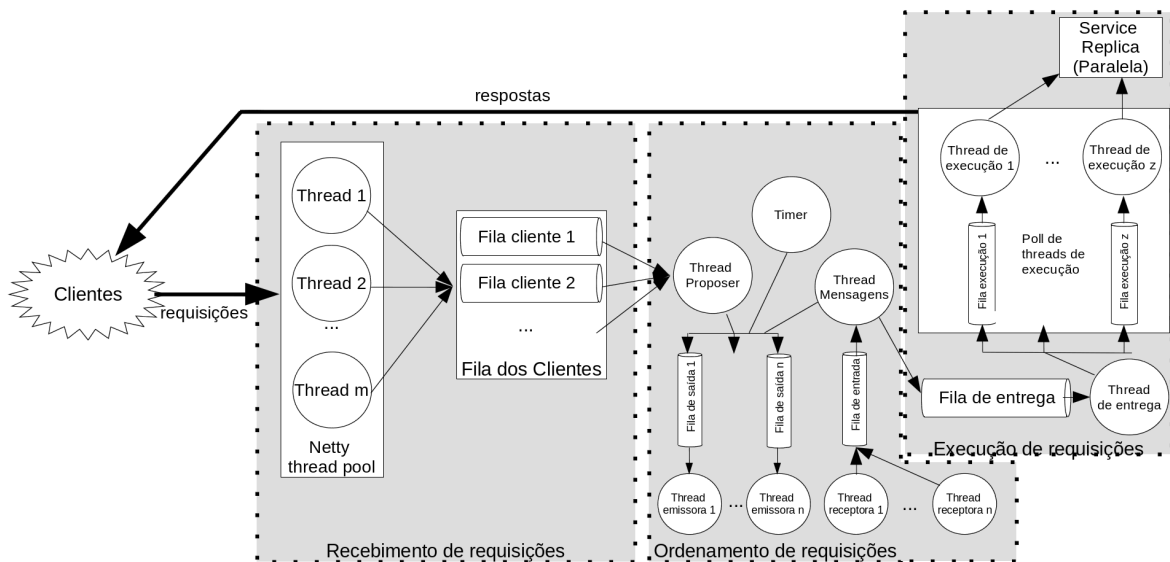 Clientes
requisições
respostas
Thread 1
Thread 2
...
Thread m
Netty
thread pool
Fila cliente 1
Fila cliente 2
...
Fila dos Clientes
Recebimento de requisições
Timer
Thread
Proposer
Thread
Mensagens
Fila de saída 1
Fila de saída n
Fila de entrada
Thread
emissora 1
...
Thread
emissora n
Thread
receptora 1
...
Thread
receptora n
Ordenamento de requisições
Service
Replica
(Paralela)
Thread de
execução 1
...
Thread de
execução z
Fila execução 1
Poll de
threads de
execução
Fila execução z
Fila de entrega
Thread
de entrega
Execução de requisições